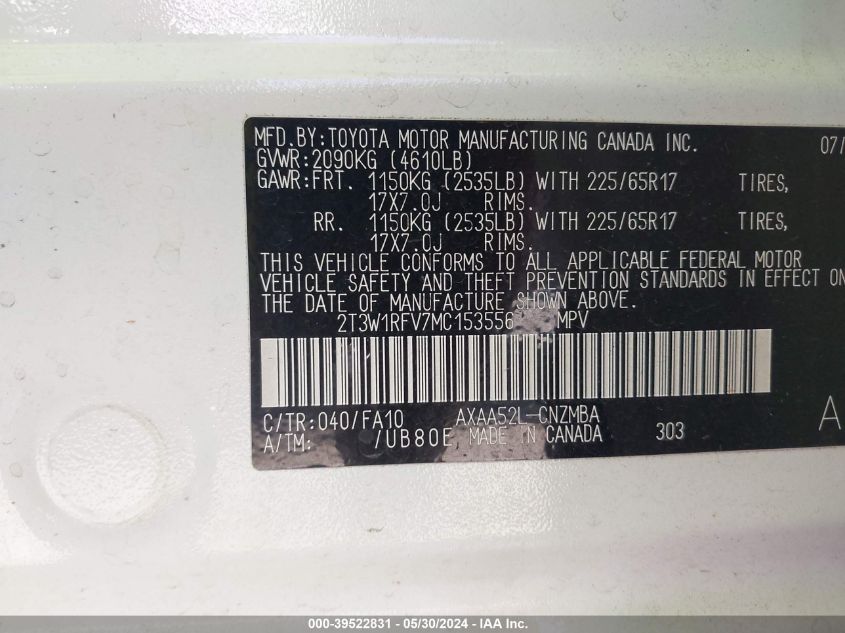 MFD.BY:TOYOTA MOTOR MANUFACTURING CANADA INC. 07/
GVWR:2090KG (4610LB)
GAWR:FRT. 1150KG (2535LB) WITH 225/65R17 TIRES,
17X7.0J RIMS.
RR. 1150KG (2535LB) WITH 225/65R17 TIRES,
17X7.0J RIMS.
THIS VEHICLE CONFORMS TO ALL APPLICABLE FEDERAL MOTOR
VEHICLE SAFETY AND THEFT PREVENTION STANDARDS IN EFFECT ON
THE DATE OF MANUFACTURE SHOWN ABOVE.
2T3W1RFV7MC153556 MPV
C/TR:040/FA10 AXAA52L-CNZMBA A
A/TM: /UB80E MADE IN CANADA 303
000-39522831 - 05/30/2024 - IAA Inc.